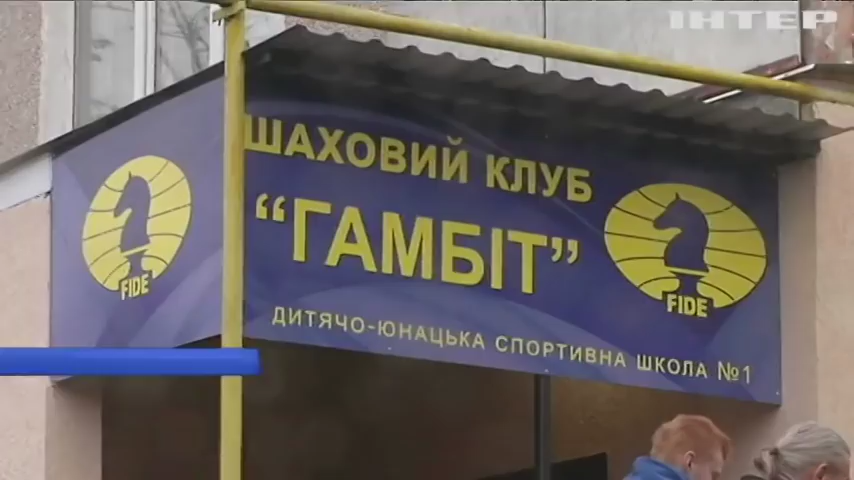 ІНТЕР
ШАХОВИЙ КЛУБ
"ГАМБІТ"
ДИТЯЧО-ЮНАЦЬКА СПОРТИВНА ШКОЛА №1
FIDE
FIDE